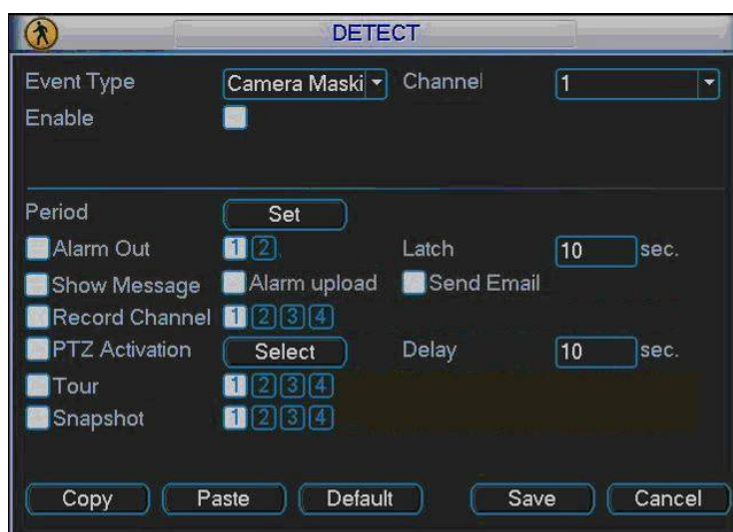 DETECT
Event Type Camera Maski Channel 1
Enable
Period Set
Alarm Out 1 2 Latch 10 sec.
Show Message Alarm upload Send Email
Record Channel 1 2 3 4
PTZ Activation Select Delay 10 sec.
Tour 1 2 3 4
Snapshot 1 2 3 4
Copy Paste Default Save Cancel